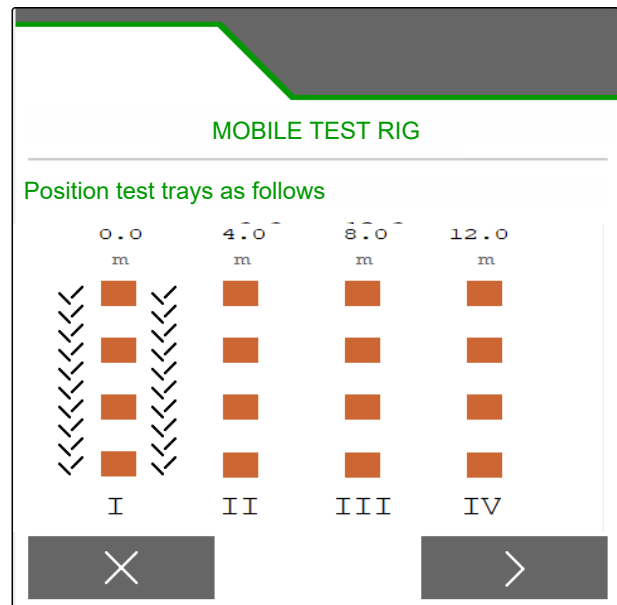 MOBILE TEST RIG
Position test trays as follows
0.0 4.0 8.0 12.0
m m m m
I II III IV